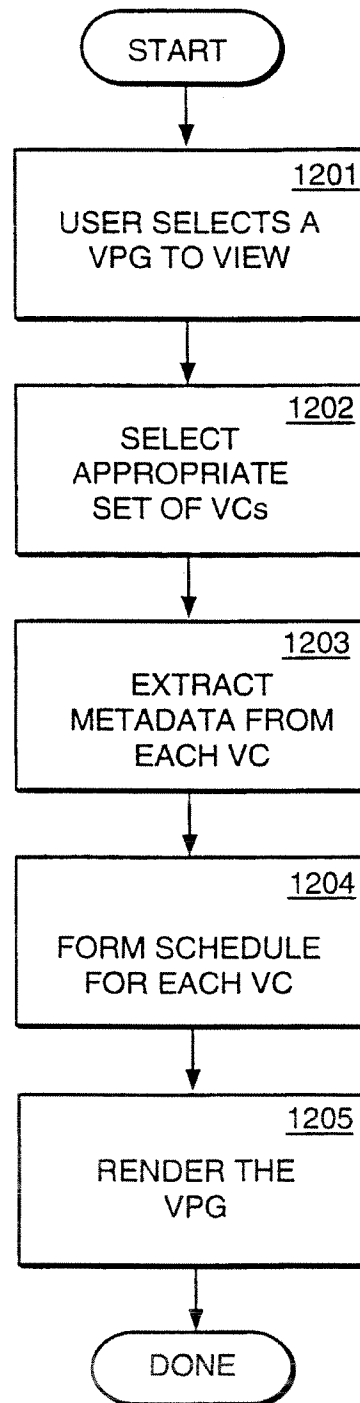 START
1201
USER SELECTS A
VPG TO VIEW
1202
SELECT
APPROPRIATE
SET OF VCs
1203
EXTRACT
METADATA FROM
EACH VC
1204
FORM SCHEDULE
FOR EACH VC
1205
RENDER THE
VPG
DONE